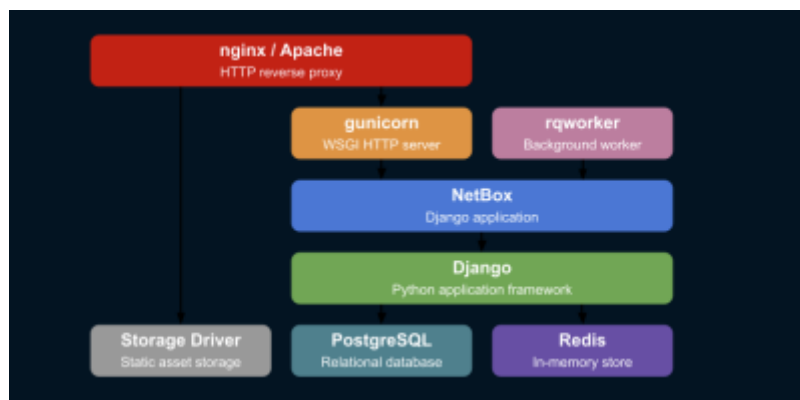 nginx / Apache
HTTP reverse proxy
gunicorn
WSGI HTTP server
rqworker
Background worker
NetBox
Django application
Django
Python application framework
Storage Driver
Static asset storage
PostgreSQL
Relational database
Redis
In-memory store